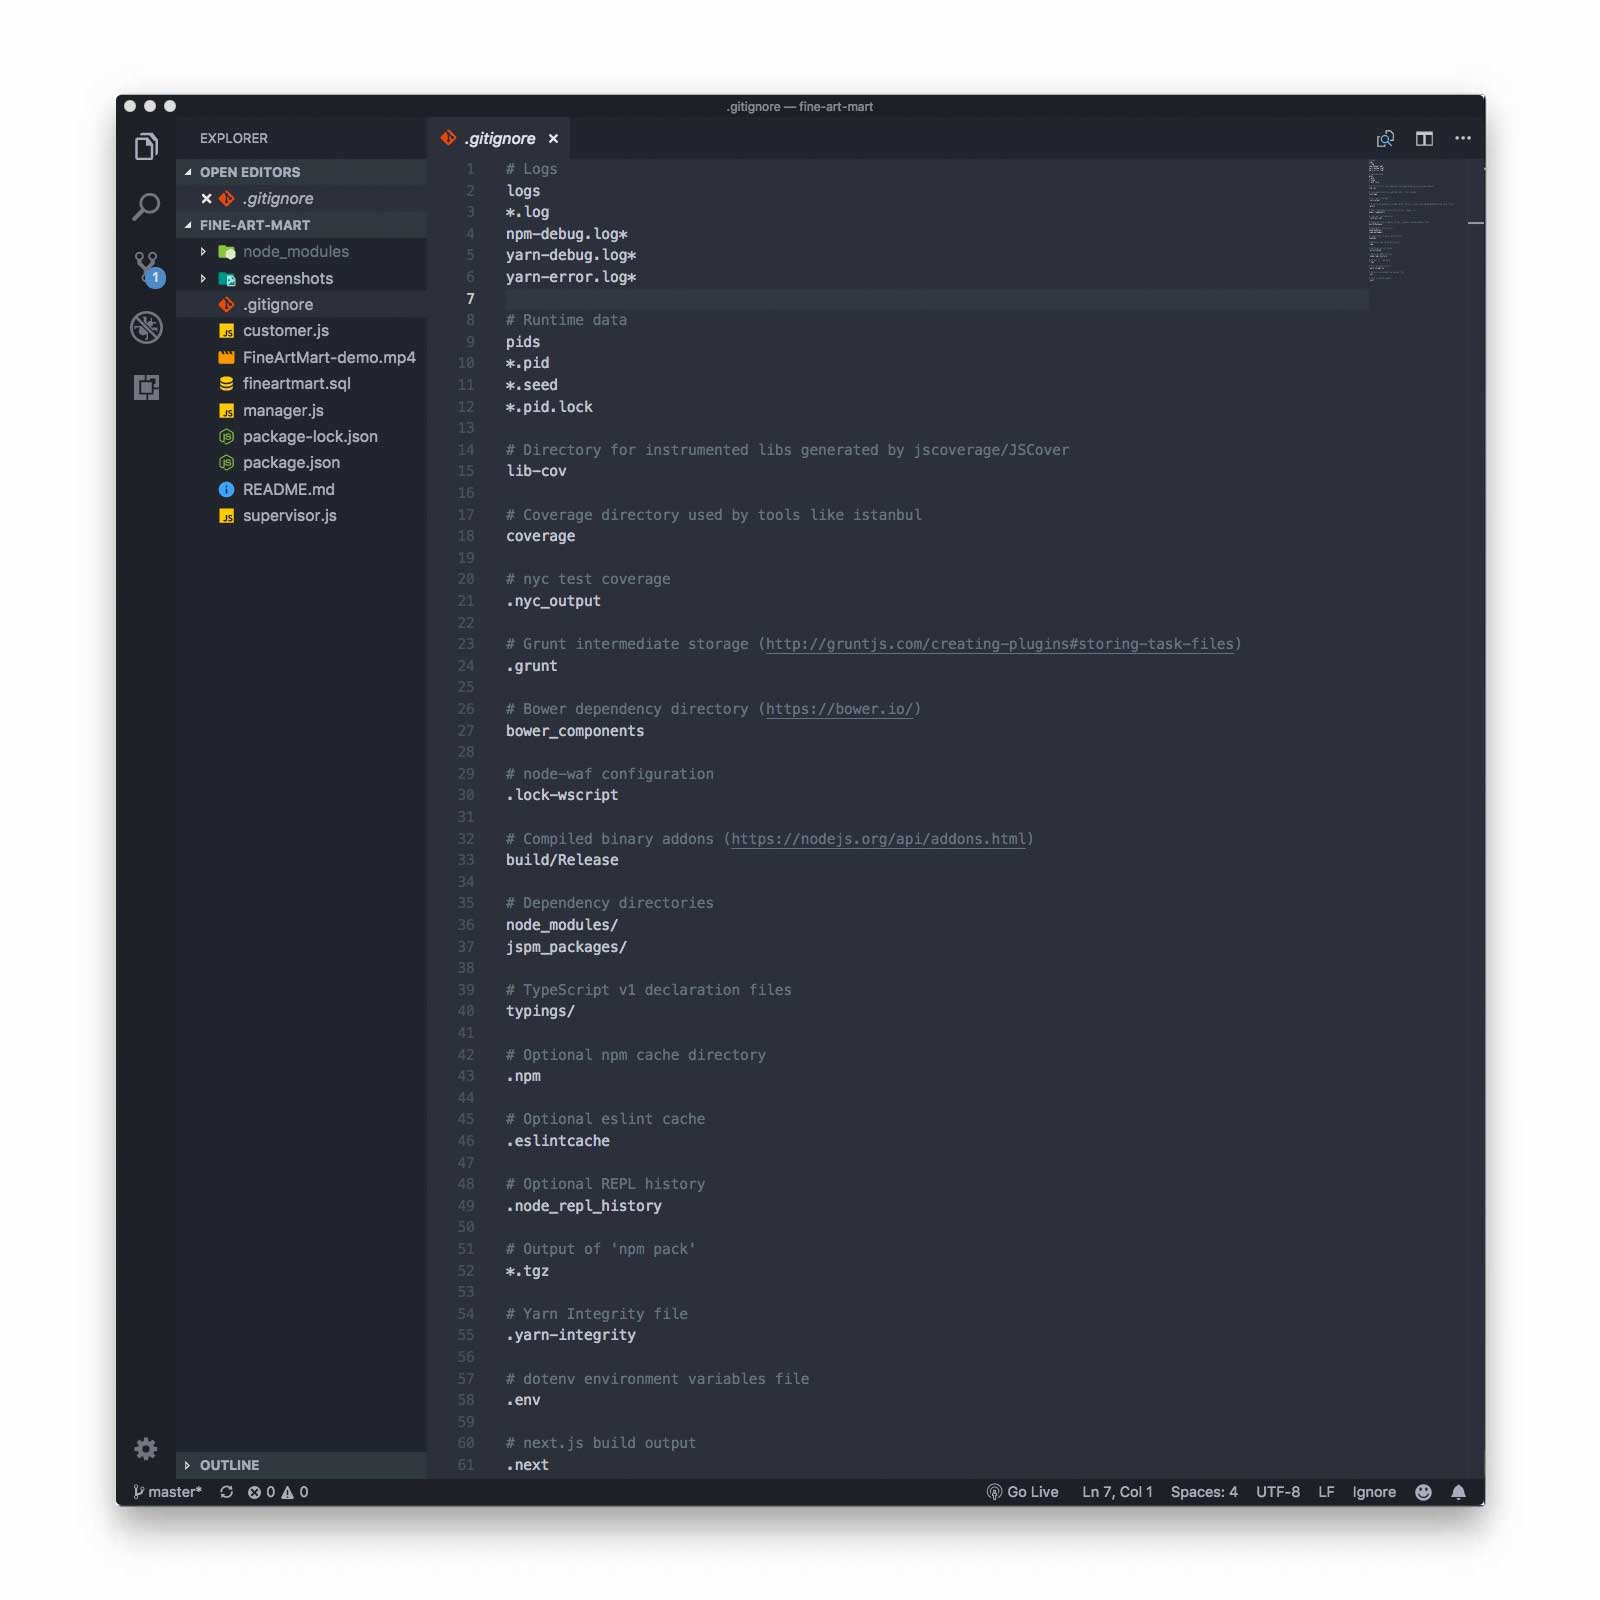 .gitignore — fine-art-mart
EXPLORER
OPEN EDITORS
.gitignore
FINE-ART-MART
node_modules
screenshots
.gitignore
customer.js
FineArtMart-demo.mp4
fineartmart.sql
manager.js
package-lock.json
package.json
README.md
supervisor.js
OUTLINE
1
.gitignore
1 # Logs
2 logs
3 *.log
4 npm-debug.log*
5 yarn-debug.log*
6 yarn-error.log*
7
8 # Runtime data
9 pids
10 *.pid
11 *.seed
12 *.pid.lock
13
14 # Directory for instrumented libs generated by jscoverage/JSCover
15 lib-cov
16
17 # Coverage directory used by tools like istanbul
18 coverage
19
20 # nyc test coverage
21 .nyc_output
22
23 # Grunt intermediate storage (http://gruntjs.com/creating-plugins#storing-task-files)
24 .grunt
25
26 # Bower dependency directory (https://bower.io/)
27 bower_components
28
29 # node-waf configuration
30 .lock-wscript
31
32 # Compiled binary addons (https://nodejs.org/api/addons.html)
33 build/Release
34
35 # Dependency directories
36 node_modules/
37 jspm_packages/
38
39 # TypeScript v1 declaration files
40 typings/
41
42 # Optional npm cache directory
43 .npm
44
45 # Optional eslint cache
46 .eslintcache
47
48 # Optional REPL history
49 .node_repl_history
50
51 # Output of 'npm pack'
52 *.tgz
53
54 # Yarn Integrity file
55 .yarn-integrity
56
57 # dotenv environment variables file
58 .env
59
60 # next.js build output
61 .next
master* 0 0 Go Live Ln 7, Col 1 Spaces: 4 UTF-8 LF Ignore